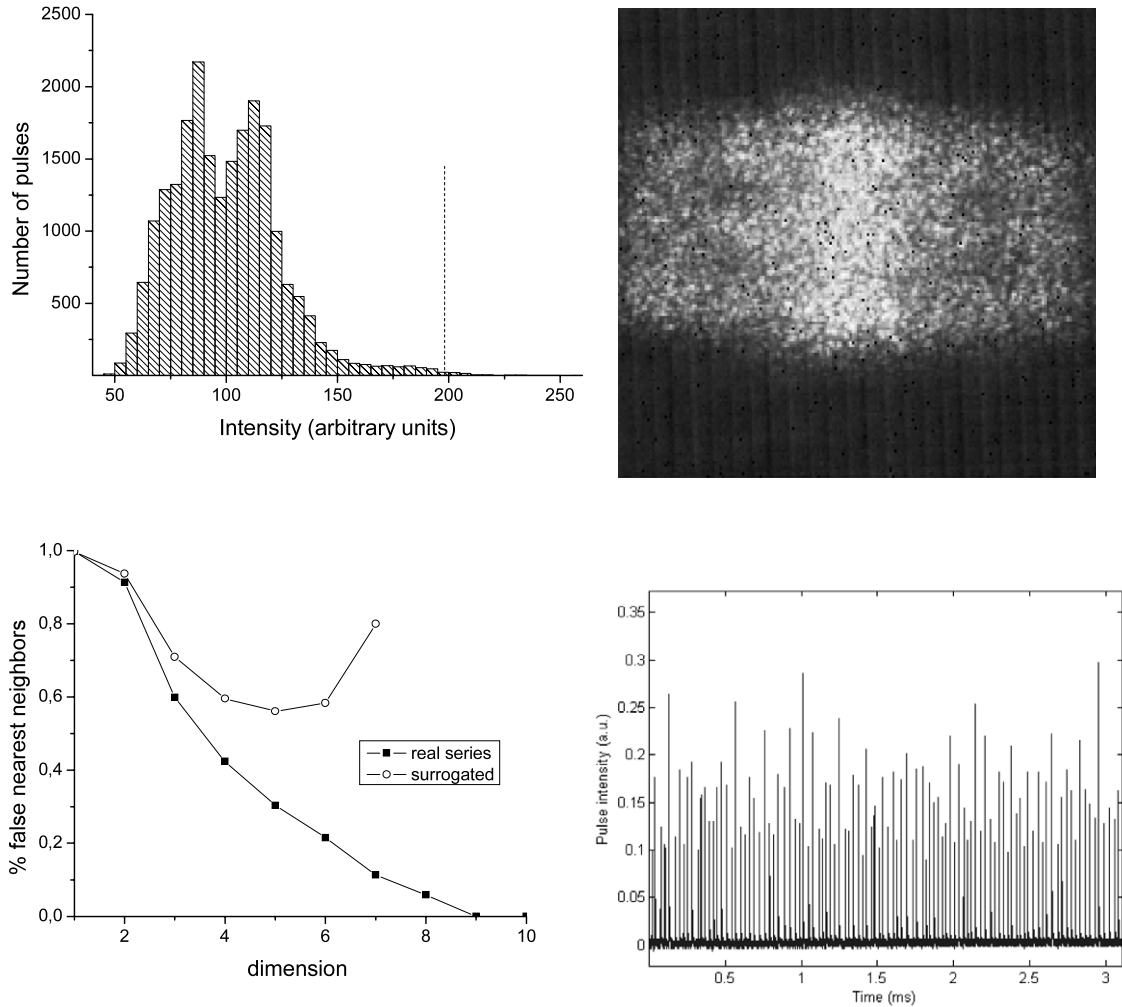 2500
2000
1500
1000
500
Number of pulses
50 100 150 200 250
Intensity (arbitrary units)
1,0
0,8
0,6
0,4
0,2
0,0
% false nearest neighbors
real series
surrogated
2 4 6 8 10
dimension
0.35
0.3
0.25
0.2
0.15
0.1
0.05
0
Pulse intensity (a.u.)
0.5 1 1.5 2 2.5 3
Time (ms)